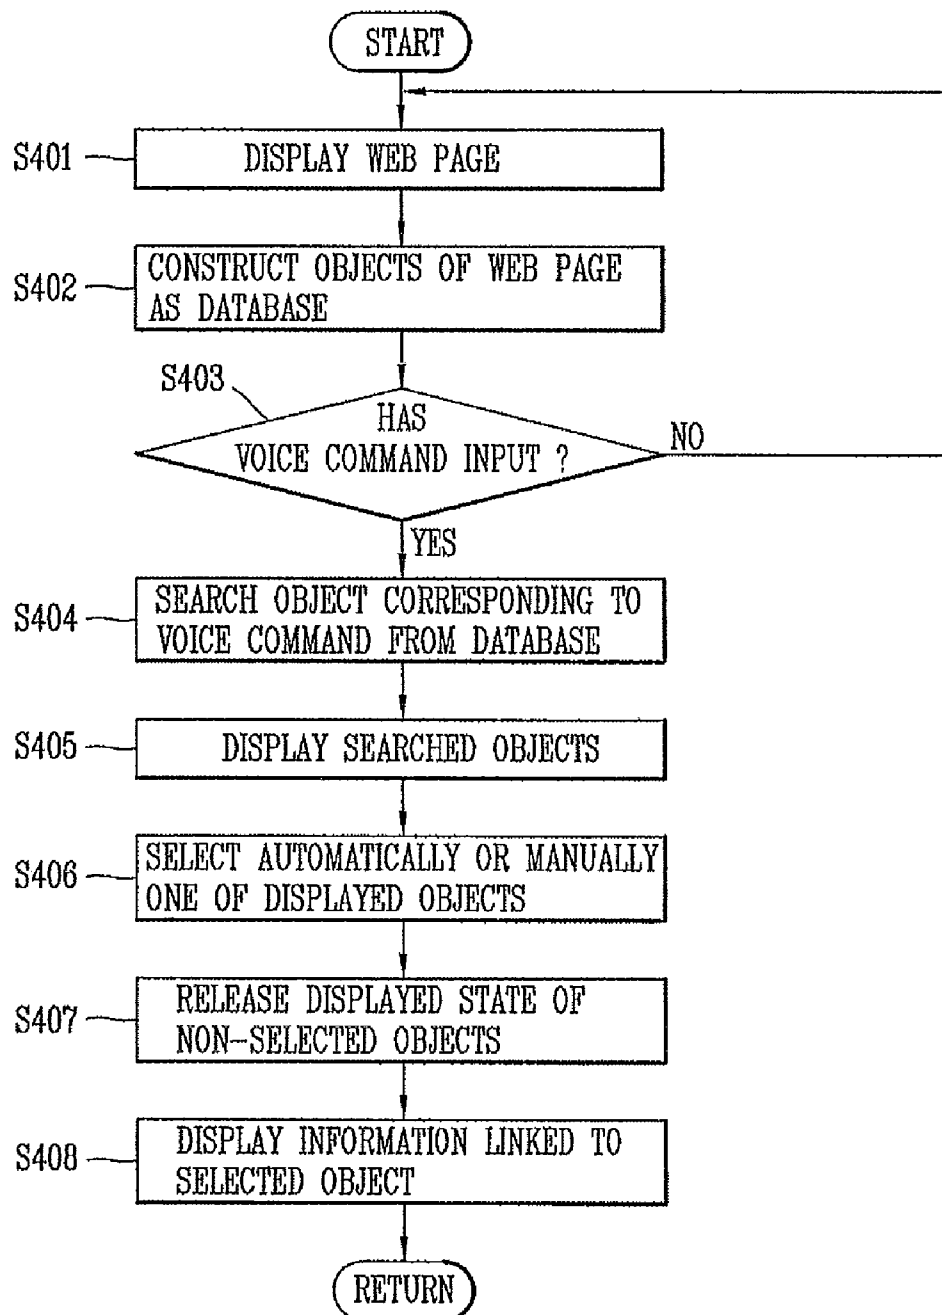 START
S401
DISPLAY WEB PAGE
S402
CONSTRUCT OBJECTS OF WEB PAGE
AS DATABASE
S403
HAS
VOICE COMMAND INPUT ?
NO
YES
S404
SEARCH OBJECT CORRESPONDING TO
VOICE COMMAND FROM DATABASE
S405
DISPLAY SEARCHED OBJECTS
S406
SELECT AUTOMATICALLY OR MANUALLY
ONE OF DISPLAYED OBJECTS
S407
RELEASE DISPLAYED STATE OF
NON-SELECTED OBJECTS
S408
DISPLAY INFORMATION LINKED TO
SELECTED OBJECT
RETURN